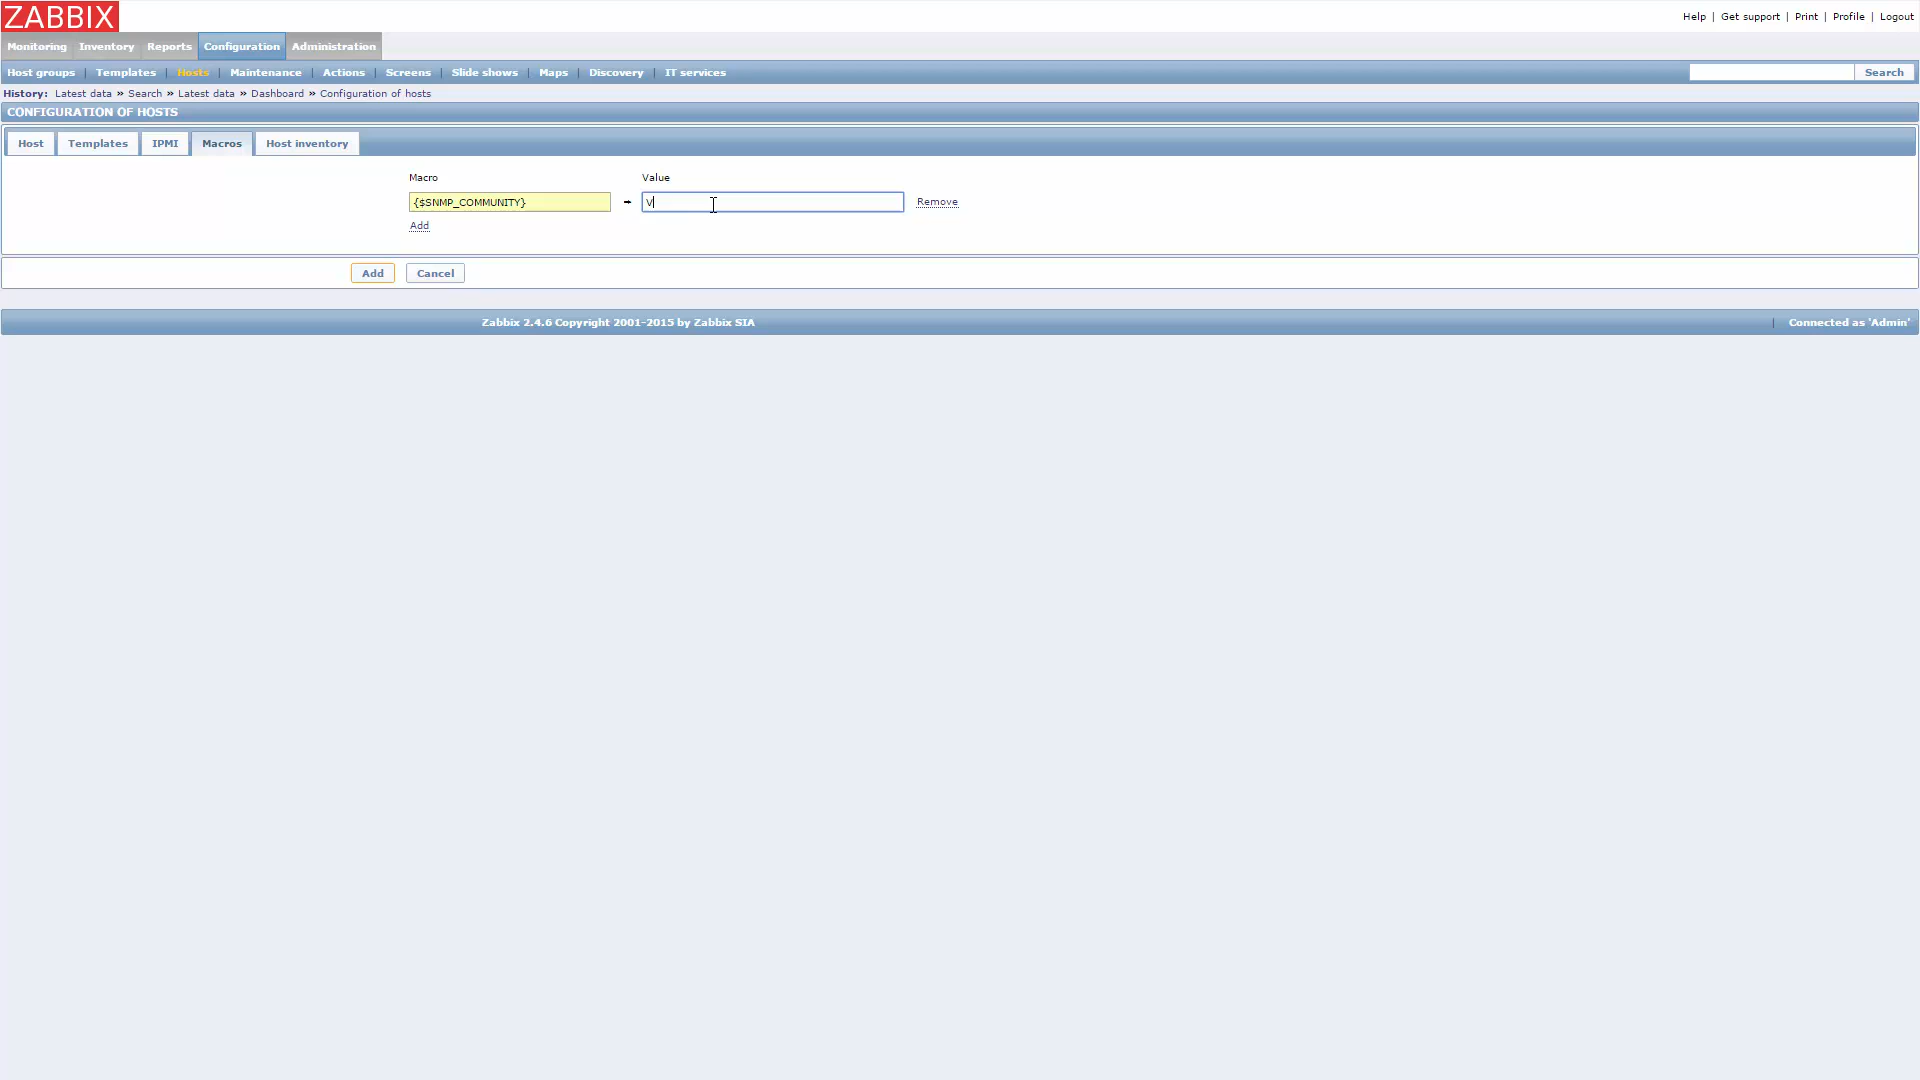 ZABBIX
Help | Get support | Print | Profile | Logout
Monitoring Inventory Reports Configuration Administration
Host groups | Templates | Hosts | Maintenance | Actions | Screens | Slide shows | Maps | Discovery | IT services Search
History: Latest data » Search » Latest data » Dashboard » Configuration of hosts
CONFIGURATION OF HOSTS
Host Templates IPMI Macros Host inventory
Macro Value
{$SNMP_COMMUNITY} → V Remove
Add
Add Cancel
Zabbix 2.4.6 Copyright 2001-2015 by Zabbix SIA | Connected as 'Admin'